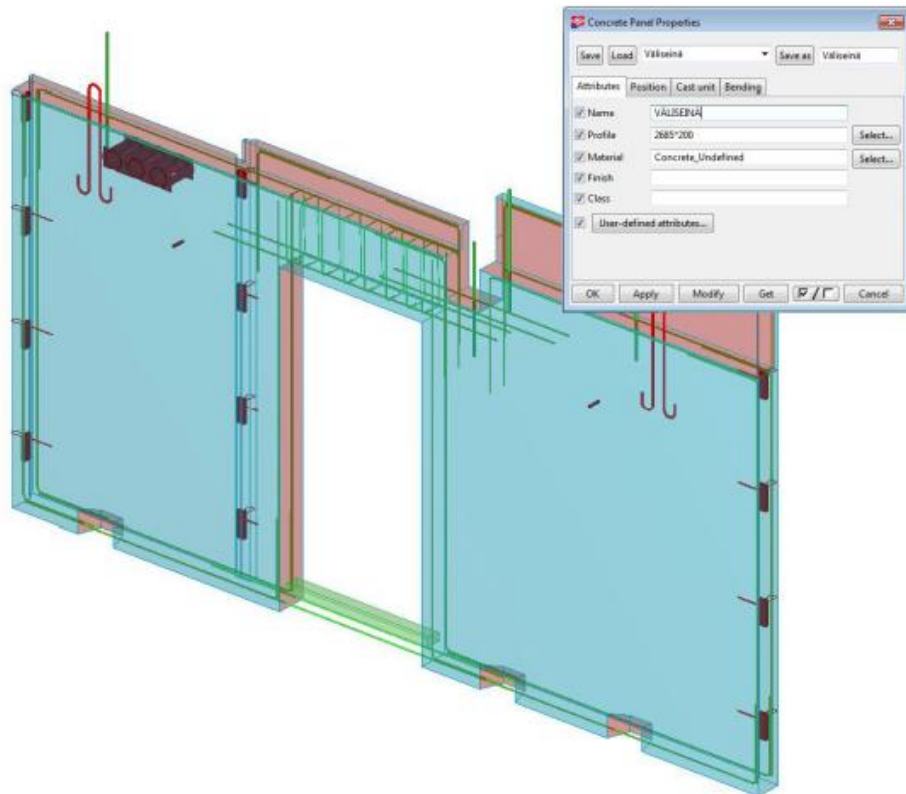 Concrete Panel Properties
Save Load Väliseinä Save as Väliseinä
Attributes Position Cast unit Bending
Name VÄLISEINÄ
Profile 2685*200 Select...
Material Concrete_Undefined Select...
Finish
Class
User-defined attributes...
OK Apply Modify Get / Cancel